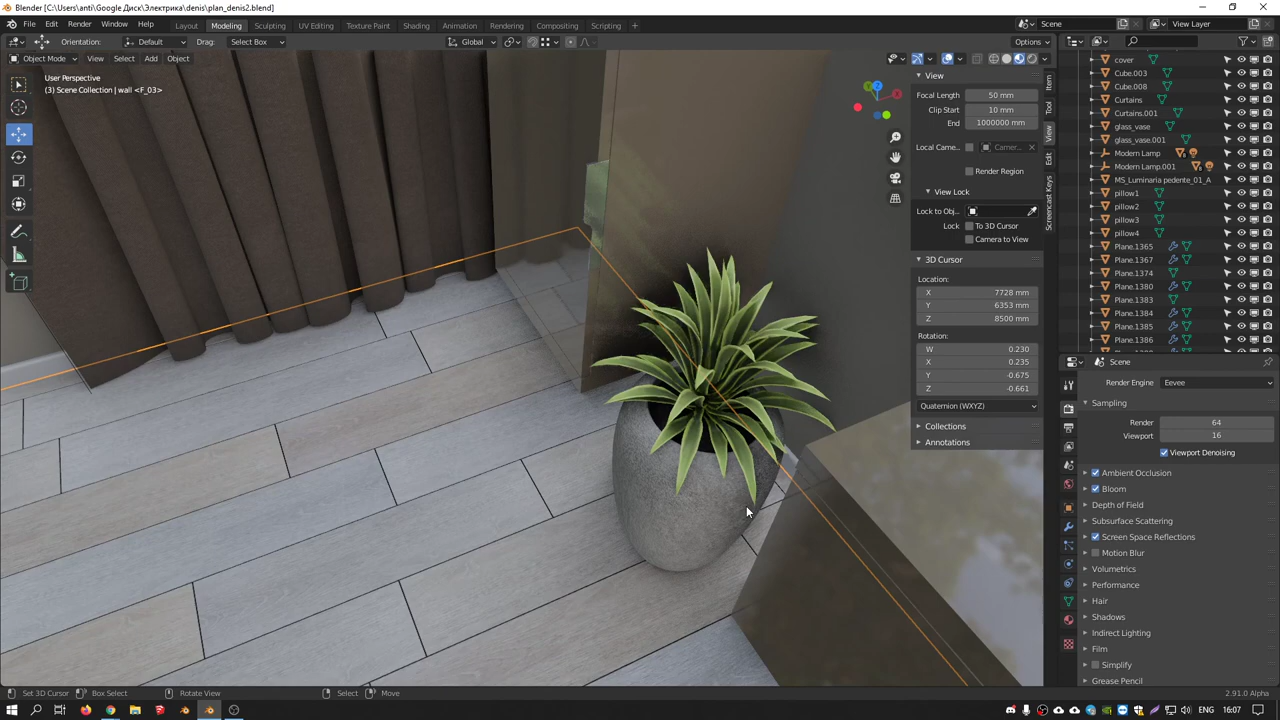 Blender [C:\Users\anti\Google Диск\Электрика\denis\plan_denis2.blend]
File Edit Render Window Help Layout Modeling Sculpting UV Editing Texture Paint Shading Animation Rendering Compositing Scripting Scene View Layer
Orientation: Default Drag: Select Box Global Options
Object Mode View Select Add Object
User Perspective
(3) Scene Collection | wall <F_03>
View
Focal Length 50 mm
Clip Start 10 mm
End 1000000 mm
Local Came... Camer...
Render Region
View Lock
Lock to Obj...
Lock To 3D Cursor
Camera to View
3D Cursor
Location:
X 7728 mm
Y 6353 mm
Z 8500 mm
Rotation:
W 0.230
X 0.235
Y -0.675
Z -0.661
Quaternion (WXYZ)
Collections
Annotations
Item
Tool
View
Edit
Screencast Keys
cover
Cube.003
Cube.008
Curtains
Curtains.001
glass_vase
glass_vase.001
Modern Lamp
Modern Lamp.001
MS_Luminaria pedente_01_A
pillow1
pillow2
pillow3
pillow4
Plane.1365
Plane.1367
Plane.1374
Plane.1380
Plane.1383
Plane.1384
Plane.1385
Plane.1386
Scene
Render Engine Eevee
Sampling
Render 64
Viewport 16
Viewport Denoising
Ambient Occlusion
Bloom
Depth of Field
Subsurface Scattering
Screen Space Reflections
Motion Blur
Volumetrics
Performance
Hair
Shadows
Indirect Lighting
Film
Simplify
Grease Pencil
Set 3D Cursor Box Select Rotate View Select Move 2.91.0 Alpha
ENG 16:07